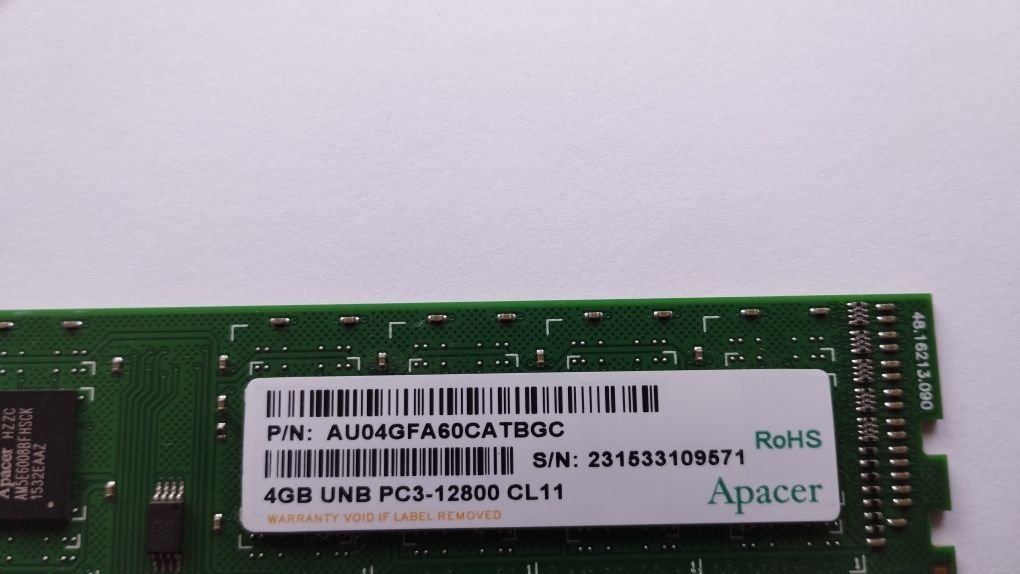 P/N: AU04GFA60CATBGC
S/N: 231533109571
RoHS
4GB UNB PC3-12800 CL11
Apacer
WARRANTY VOID IF LABEL REMOVED
48.16213.090
Apacer HZZC
AM5E6008BFHSCK
1532EAAZ